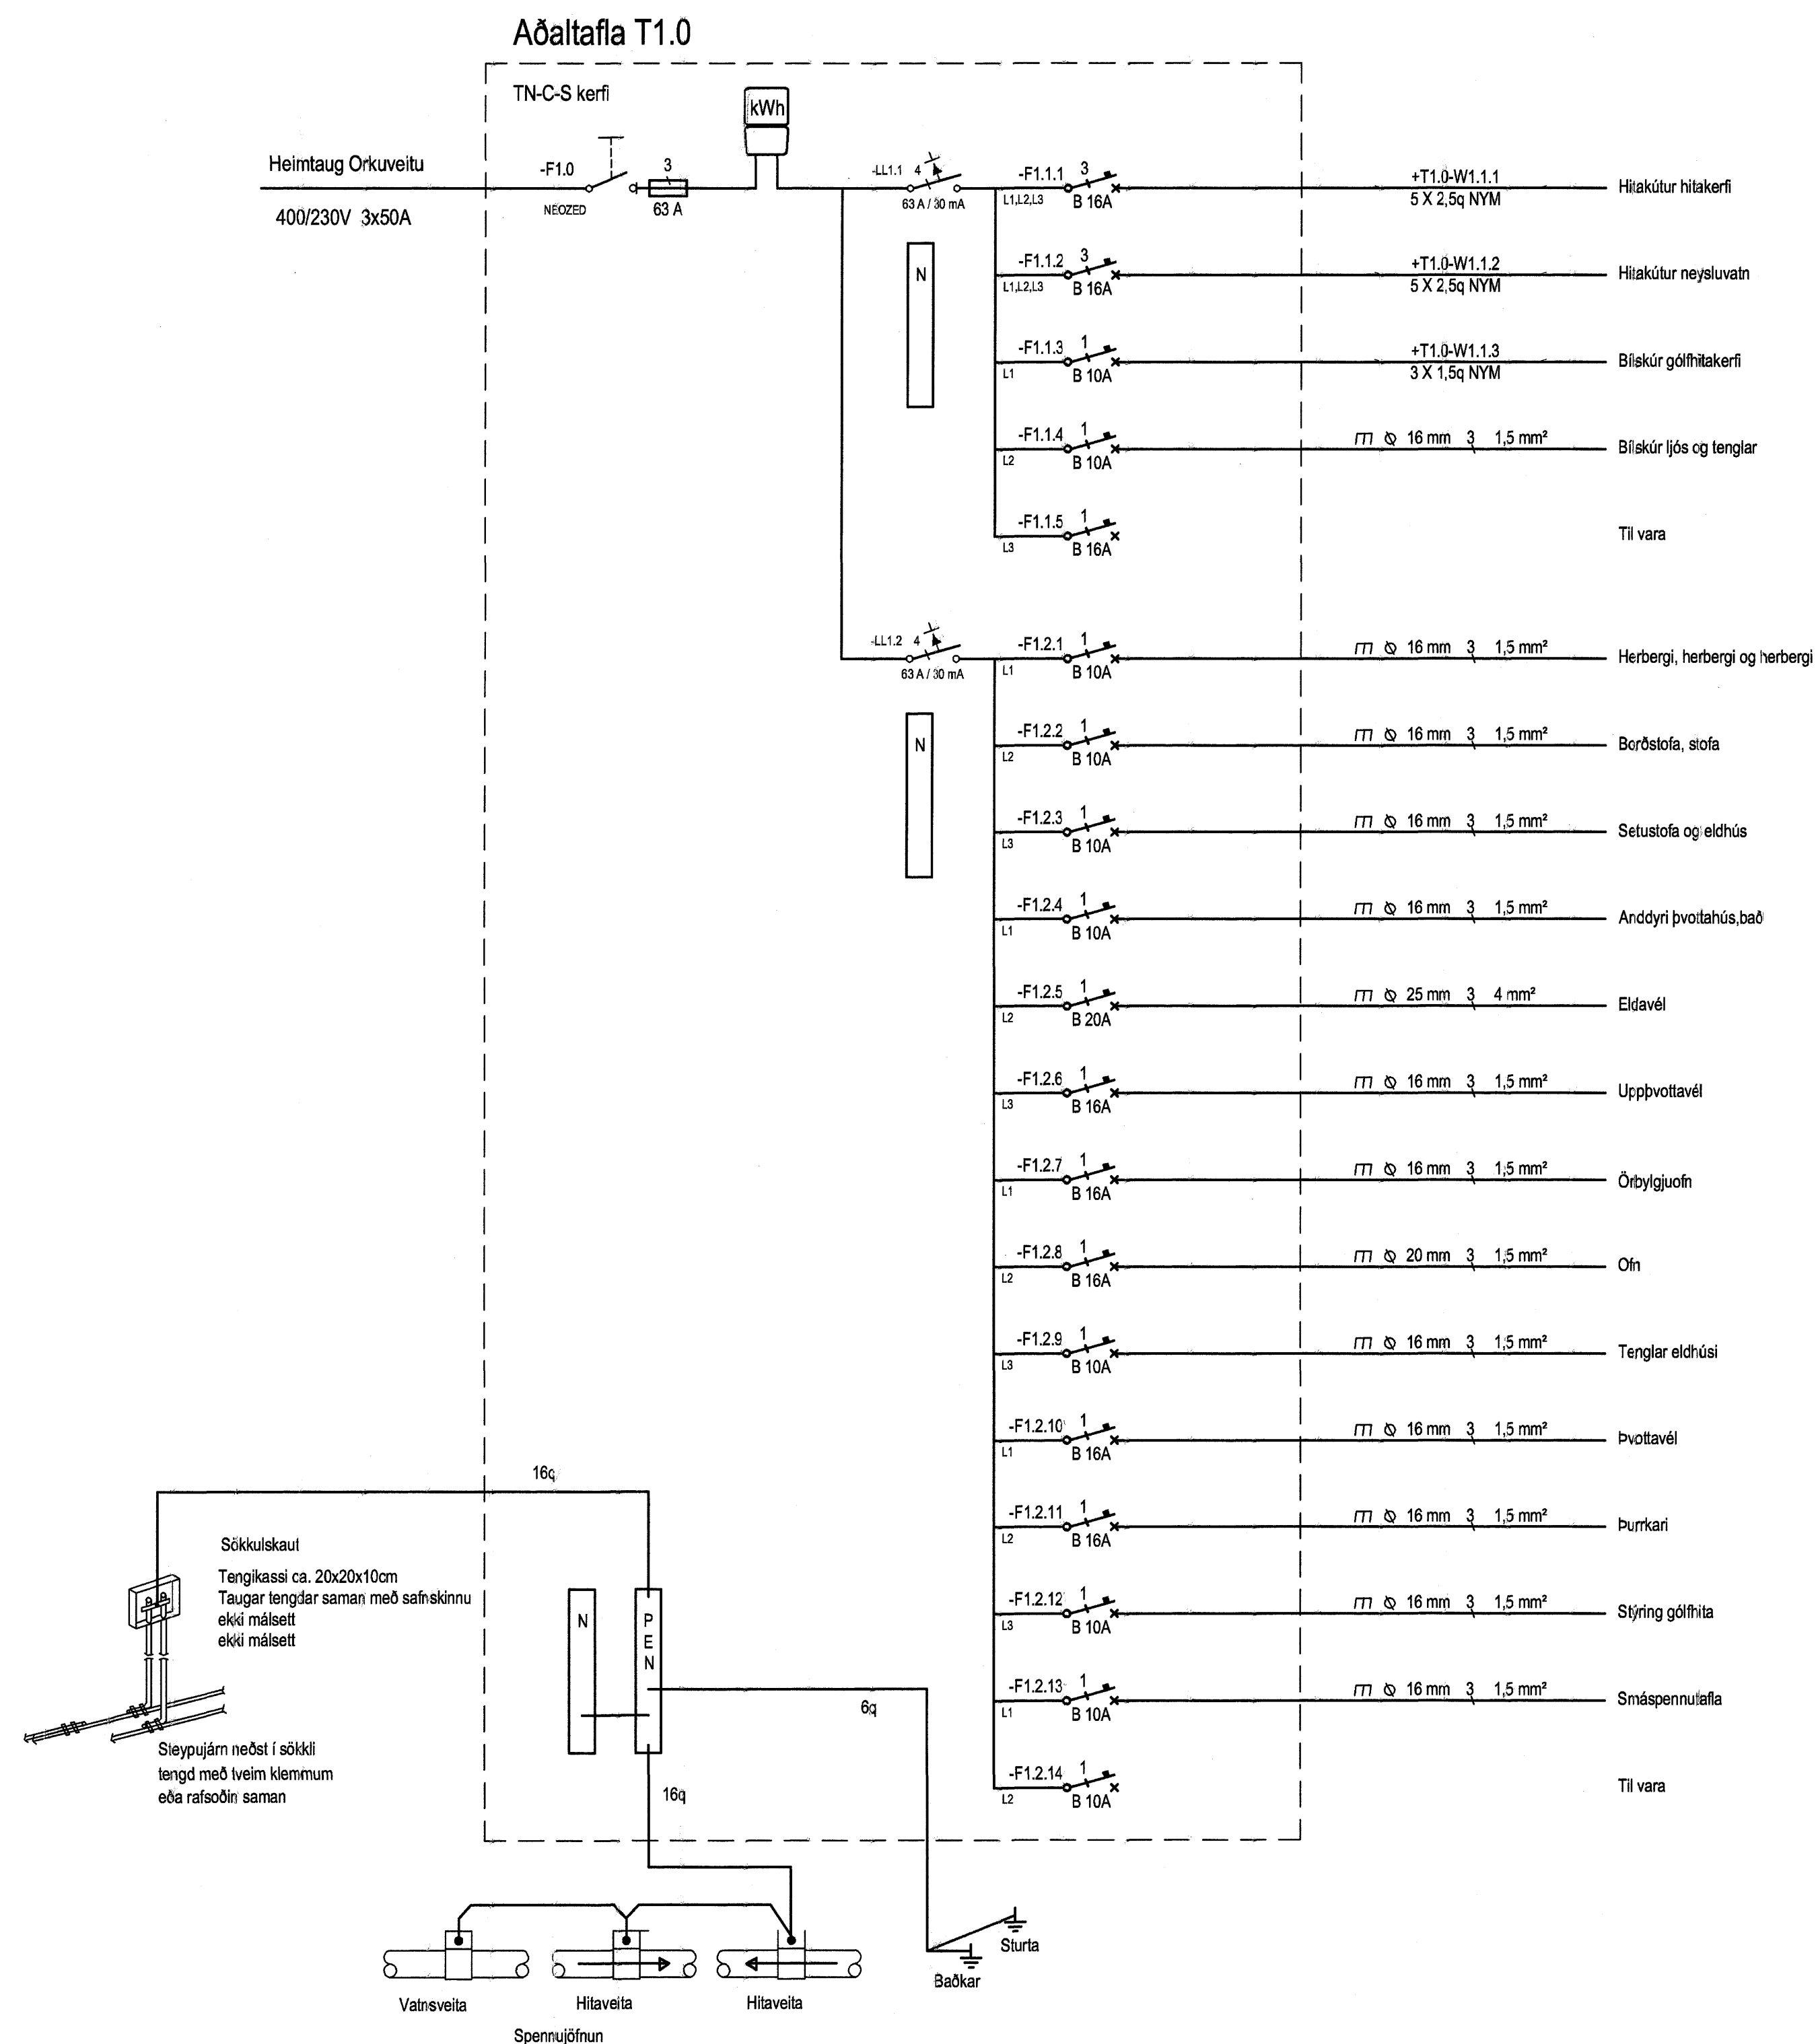 Aðaltafla T1.0
TN-C-S kerfi
kWh
Heimtaug Orkuveitu
400/230V 3x50A
-F1.0
NEOZED
3
63 A
-LL1.1 4
63 A / 30 mA
N
-F1.1.1 3
L1,L2,L3 B 16A
+T1.0-W1.1.1
5 X 2,5q NYM
Hitakútur hitakerfi
-F1.1.2 3
L1,L2,L3 B 16A
+T1.0-W1.1.2
5 X 2,5q NYM
Hitakútur neysluvatn
-F1.1.3 1
L1 B 10A
+T1.0-W1.1.3
3 X 1,5q NYM
Bílskúr gólfhitakerfi
-F1.1.4 1
L2 B 10A
16 mm 3 1,5 mm²
Bílskúr ljós og tenglar
-F1.1.5 1
L3 B 16A
Til vara
-LL1.2 4
63 A / 30 mA
N
-F1.2.1 1
L1 B 10A
16 mm 3 1,5 mm²
Herbergi, herbergi og herbergi
-F1.2.2 1
L2 B 10A
16 mm 3 1,5 mm²
Borðstofa, stofa
-F1.2.3 1
L3 B 10A
16 mm 3 1,5 mm²
Setustofa og eldhús
-F1.2.4 1
L1 B 10A
16 mm 3 1,5 mm²
Anddyri þvottahús,bað
-F1.2.5 1
L2 B 20A
25 mm 3 4 mm²
Eldavél
-F1.2.6 1
L3 B 16A
16 mm 3 1,5 mm²
Uppþvottavél
-F1.2.7 1
L1 B 16A
16 mm 3 1,5 mm²
Örbylgjuofn
-F1.2.8 1
L2 B 16A
20 mm 3 1,5 mm²
Ofn
-F1.2.9 1
L3 B 10A
16 mm 3 1,5 mm²
Tenglar eldhúsi
-F1.2.10 1
L1 B 16A
16 mm 3 1,5 mm²
Þvottavél
-F1.2.11 1
L2 B 16A
16 mm 3 1,5 mm²
Þurrkari
-F1.2.12 1
L3 B 10A
16 mm 3 1,5 mm²
Stýring gólfhita
-F1.2.13 1
L1 B 10A
16 mm 3 1,5 mm²
Smáspennutafla
-F1.2.14 1
L2 B 10A
Til vara
16q
Sökkulskaut
Tengikassi ca. 20x20x10cm
Taugar tengdar saman með safnskinnu
ekki málsett
ekki málsett
Steypujárn neðst í sökkli
tengd með tveim klemmum
eða rafsoðin saman
N
PEN
6q
16q
Sturta
Baðkar
Vatnsveita
Hitaveita
Hitaveita
Spennujöfnun